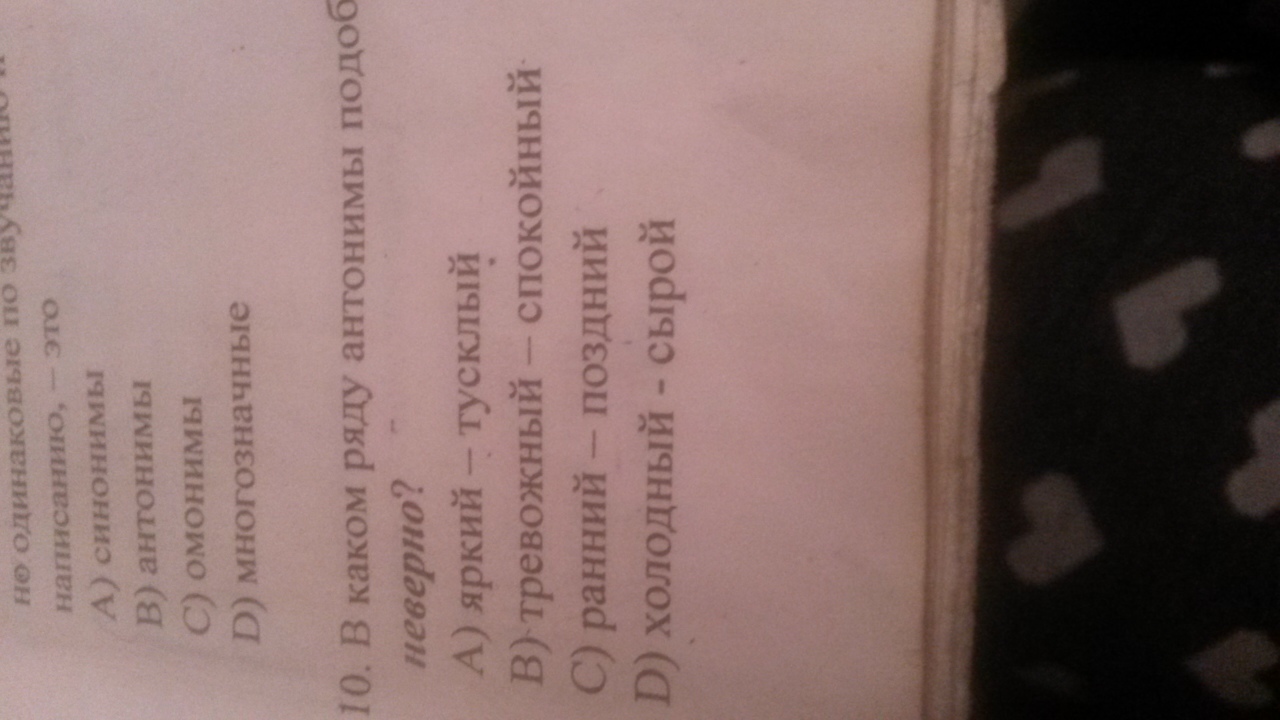 но одинаковые по звучанию и
написанию, – это
A) синонимы
B) антонимы
C) омонимы
D) многозначные
10. В каком ряду антонимы подоб
неверно?
A) яркий – тусклый
B) тревожный – спокойный
C) ранний – поздний
D) холодный - сырой